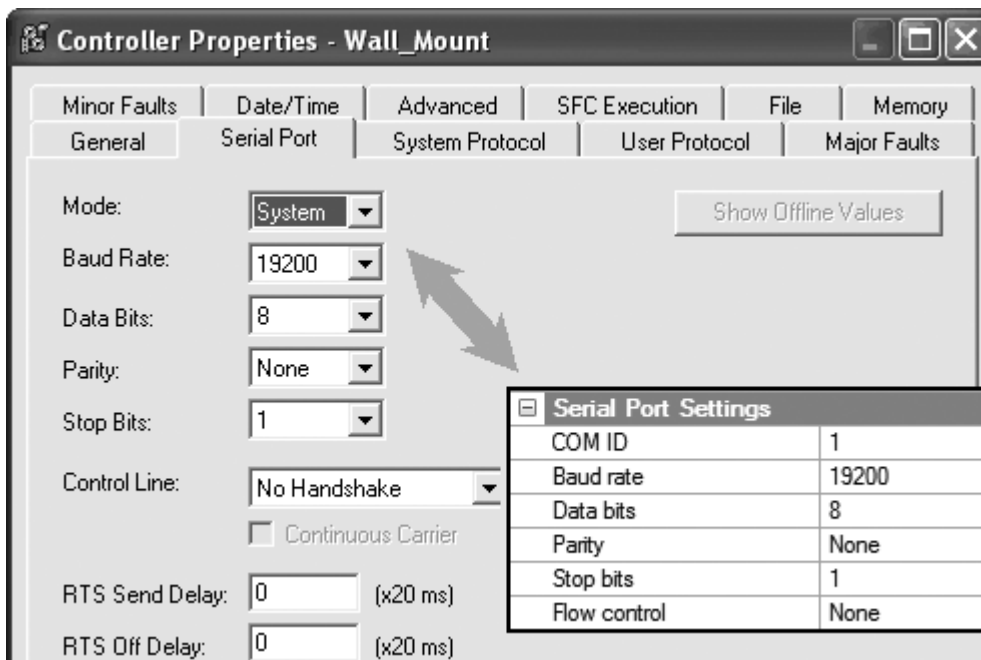 Controller Properties - Wall_Mount
Minor Faults Date/Time Advanced SFC Execution File Memory
General Serial Port System Protocol User Protocol Major Faults
Mode: System Show Offline Values
Baud Rate: 19200
Data Bits: 8
Parity: None
Stop Bits: 1
Control Line: No Handshake
Continuous Carrier
RTS Send Delay: 0 (x20 ms)
RTS Off Delay: 0 (x20 ms)
Serial Port Settings
COM ID 1
Baud rate 19200
Data bits 8
Parity None
Stop bits 1
Flow control None